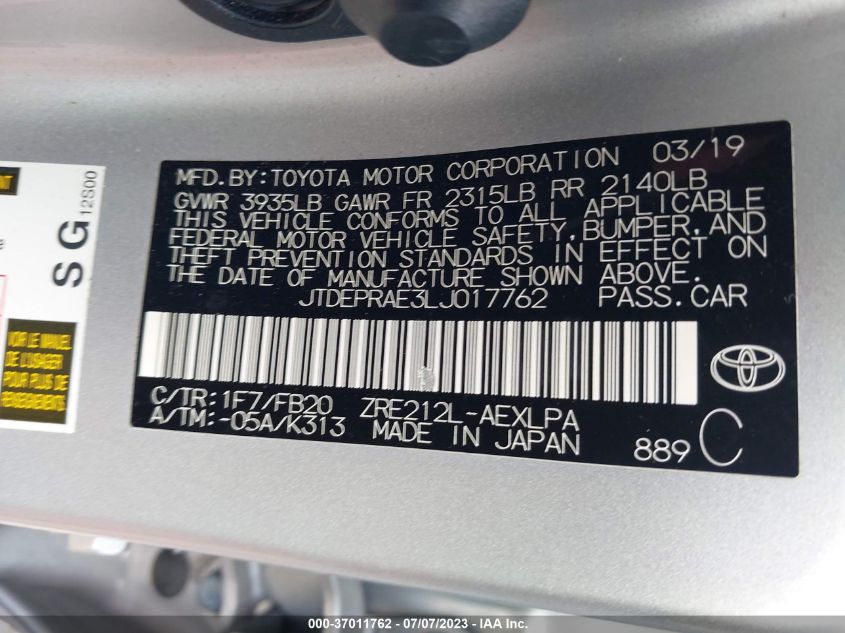 MFD. BY: TOYOTA MOTOR CORPORATION 03/19
GVWR 3935LB GAWR FR 2315LB RR 2140LB
THIS VEHICLE CONFORMS TO ALL APPLICABLE
FEDERAL MOTOR VEHICLE SAFETY, BUMPER, AND
THEFT PREVENTION STANDARDS IN EFFECT ON
THE DATE OF MANUFACTURE SHOWN ABOVE.
JTDEPRAE3LJ017762 PASS. CAR
C/TR: 1F7/FB20 ZRE212L-AEXLPA
A/TM: -05A/K313 MADE IN JAPAN
889 C
SG
12S00
VOIR LE MANUEL
DE L'USAGER
POUR PLUS DE
RENSEIGNEMENTS
000-37011762 - 07/07/2023 - IAA Inc.